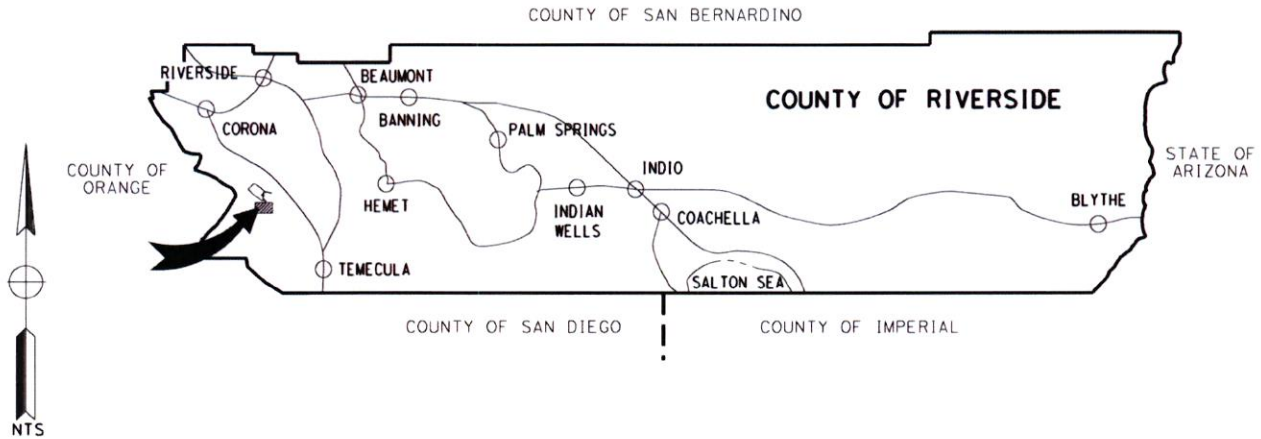 COUNTY OF SAN BERNARDINO
RIVERSIDE
BEAUMONT
COUNTY OF RIVERSIDE
BANNING
CORONA
PALM SPRINGS
COUNTY OF
ORANGE
STATE OF
ARIZONA
INDIO
HEMET
INDIAN
WELLS
COACHELLA
BLYTHE
TEMECULA
SALTON SEA
COUNTY OF SAN DIEGO
COUNTY OF IMPERIAL
NTS